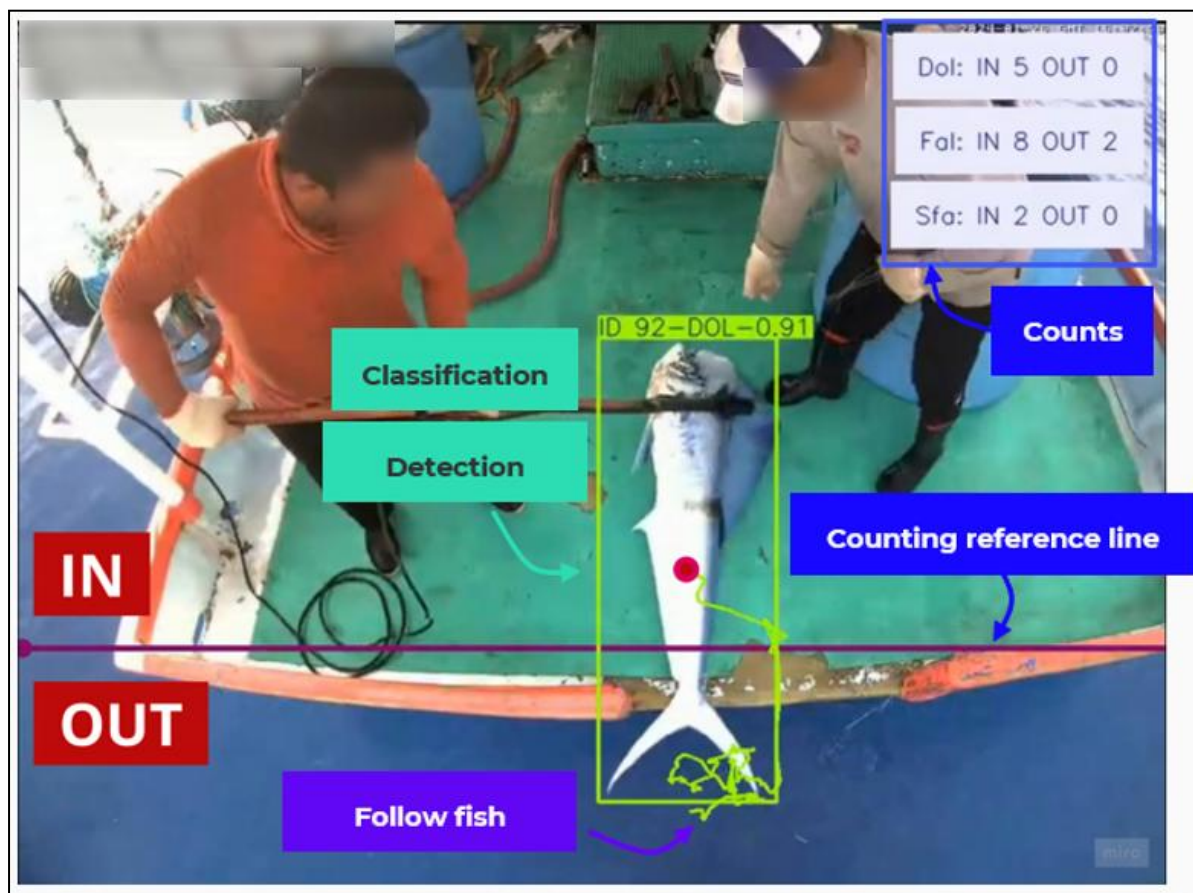 Dol: IN 5 OUT 0
Fal: IN 8 OUT 2
Sfa: IN 2 OUT 0
Counts
ID 92-DOL-0.91
Classification
Detection
Counting reference line
IN
OUT
Follow fish
miro